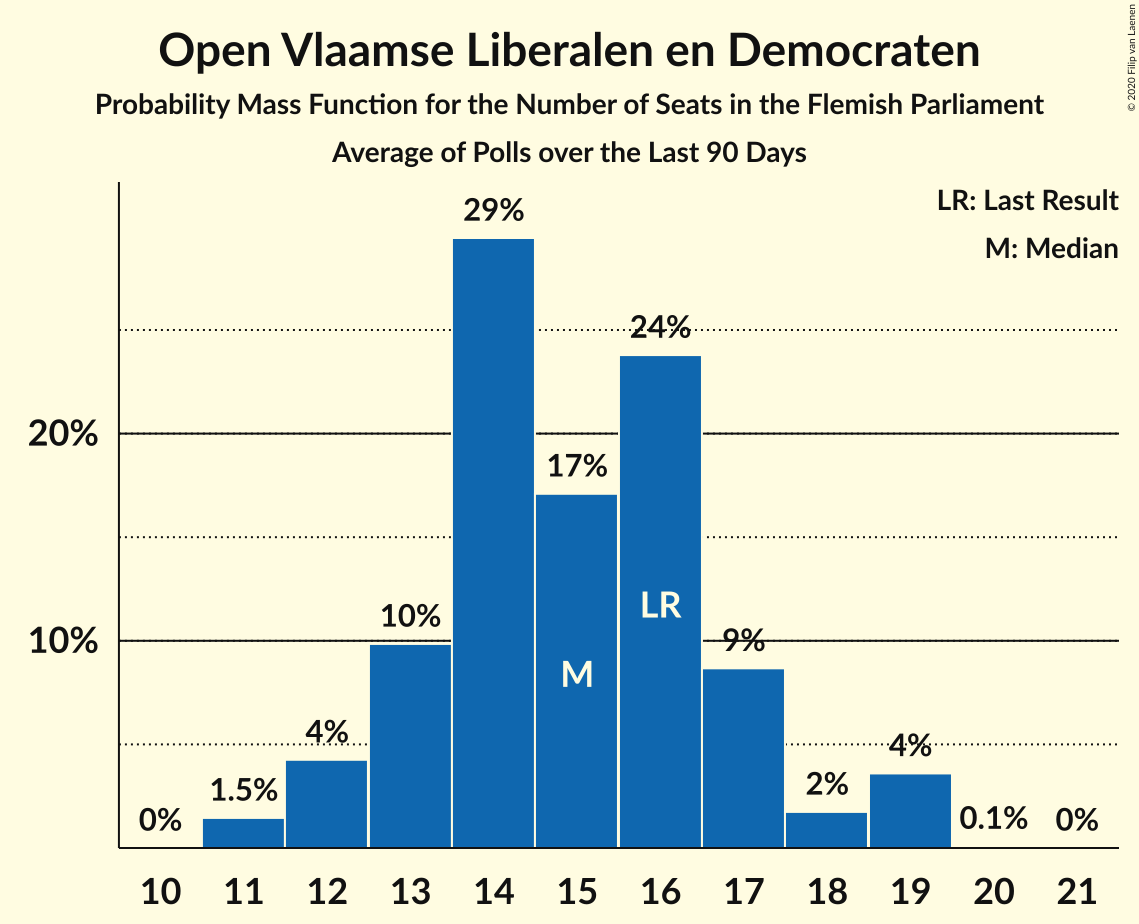 Open Vlaamse Liberalen en Democraten
Probability Mass Function for the Number of Seats in the Flemish Parliament
Average of Polls over the Last 90 Days
© 2020 Filip van Laenen
LR: Last Result
M: Median
29%
24%
20%
17%
LR
10%
10%
9%
M
4%
4%
1.5%
2%
0%
0.1%
0%
10 11 12 13 14 15 16 17 18 19 20 21